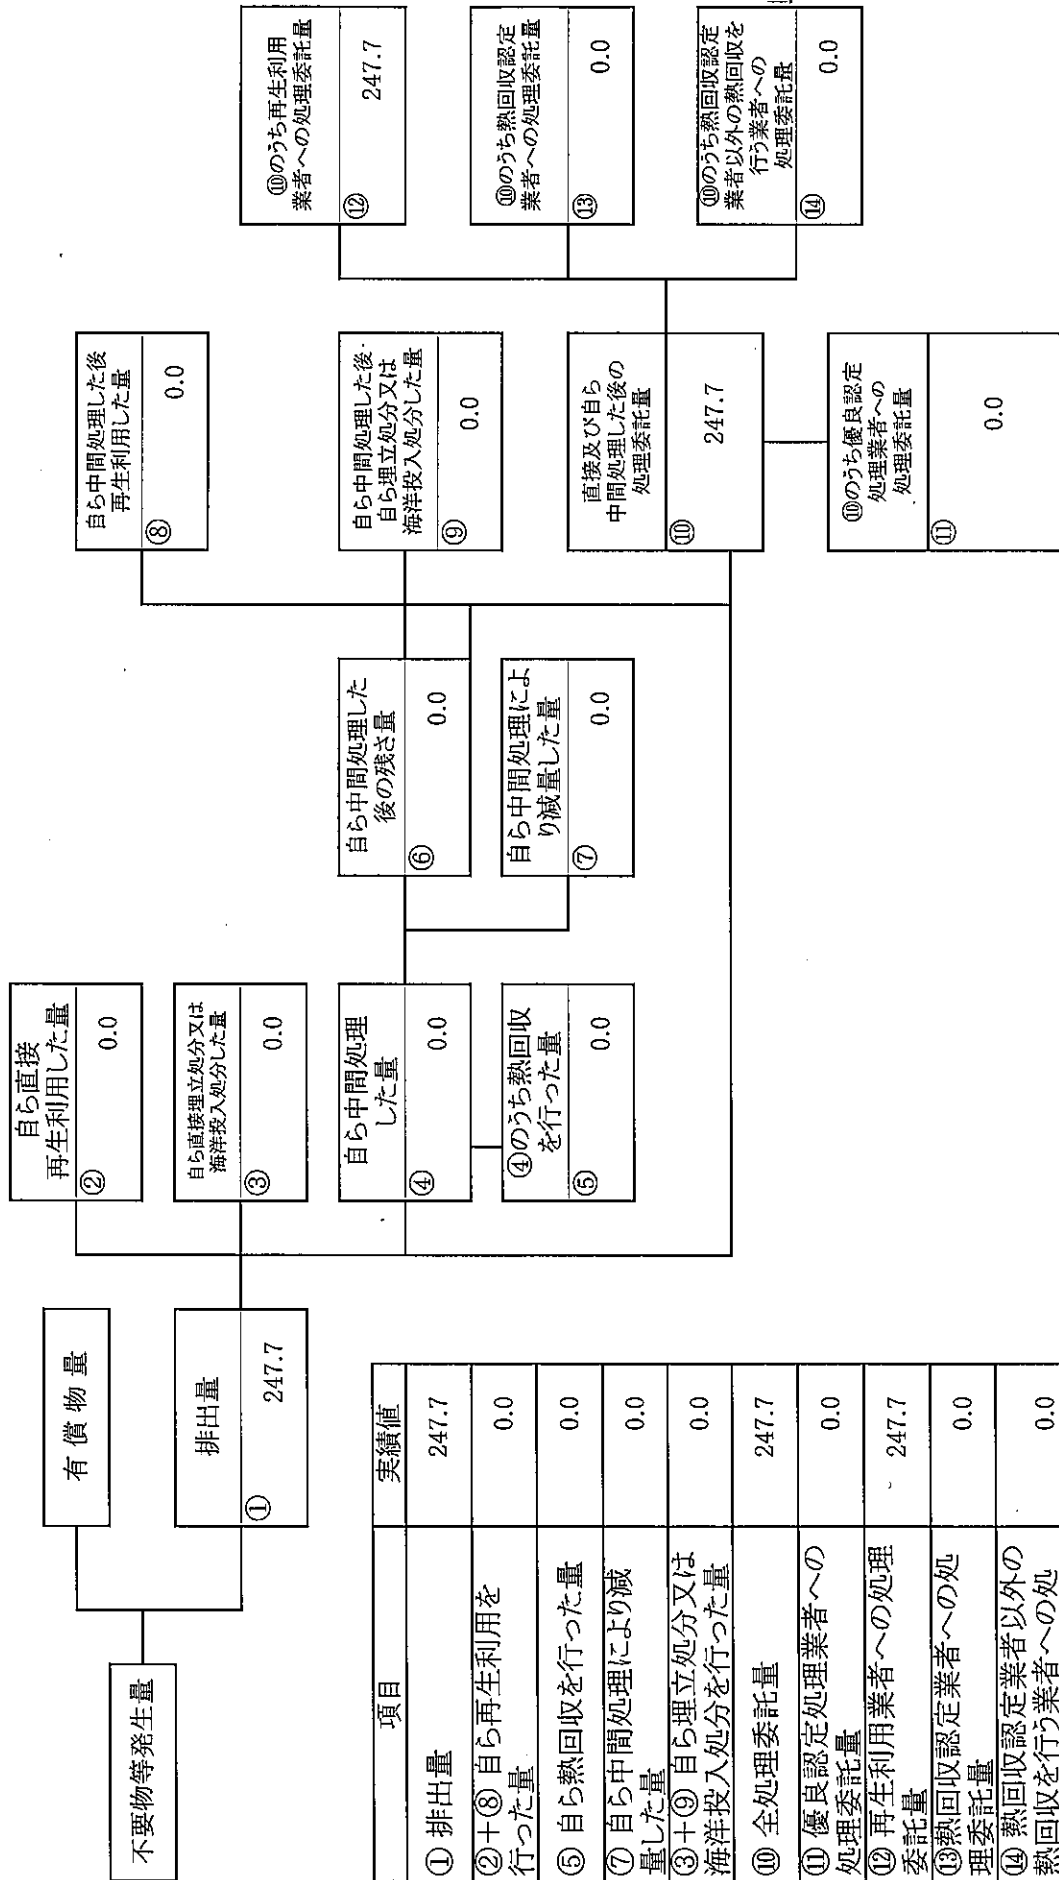 不要物等発生量
有償物量
排出量
① 247.7
自ら直接
再生利用した量
② 0.0
自ら直接埋立処分又は
海洋投入処分した量
③ 0.0
自ら中間処理
した量
④ 0.0
④のうち熱回収
を行った量
⑤ 0.0
自ら中間処理した
後の残さ量
⑥ 0.0
自ら中間処理によ
り減量した量
⑦ 0.0
自ら中間処理した後
再生利用した量
⑧ 0.0
自ら中間処理した後
自ら埋立処分又は
海洋投入処分した量
⑨ 0.0
直接及び自ら
中間処理した後の
処理委託量
⑩ 247.7
⑩のうち優良認定
処理業者への
処理委託量
⑪ 0.0
⑩のうち再生利用
業者への処理委託量
⑫ 247.7
⑩のうち熱回収認定
業者への処理委託量
⑬ 0.0
⑩のうち熱回収認定
業者以外の熱回収を
行う業者への
処理委託量
⑭ 0.0
項目 実績値
① 排出量 247.7
②+⑧ 自ら再生利用を
行った量 0.0
⑤ 自ら熱回収を行った量 0.0
⑦ 自ら中間処理により減
量した量 0.0
③+⑨ 自ら埋立処分又は
海洋投入処分を行った量 0.0
⑩ 全処理委託量 247.7
⑪ 優良認定処理業者への
処理委託量 0.0
⑫ 再生利用業者への処理
委託量 247.7
⑬熱回収認定業者への処
理委託量 0.0
⑭ 熱回収認定業者以外の
熱回収を行う業者への処 0.0